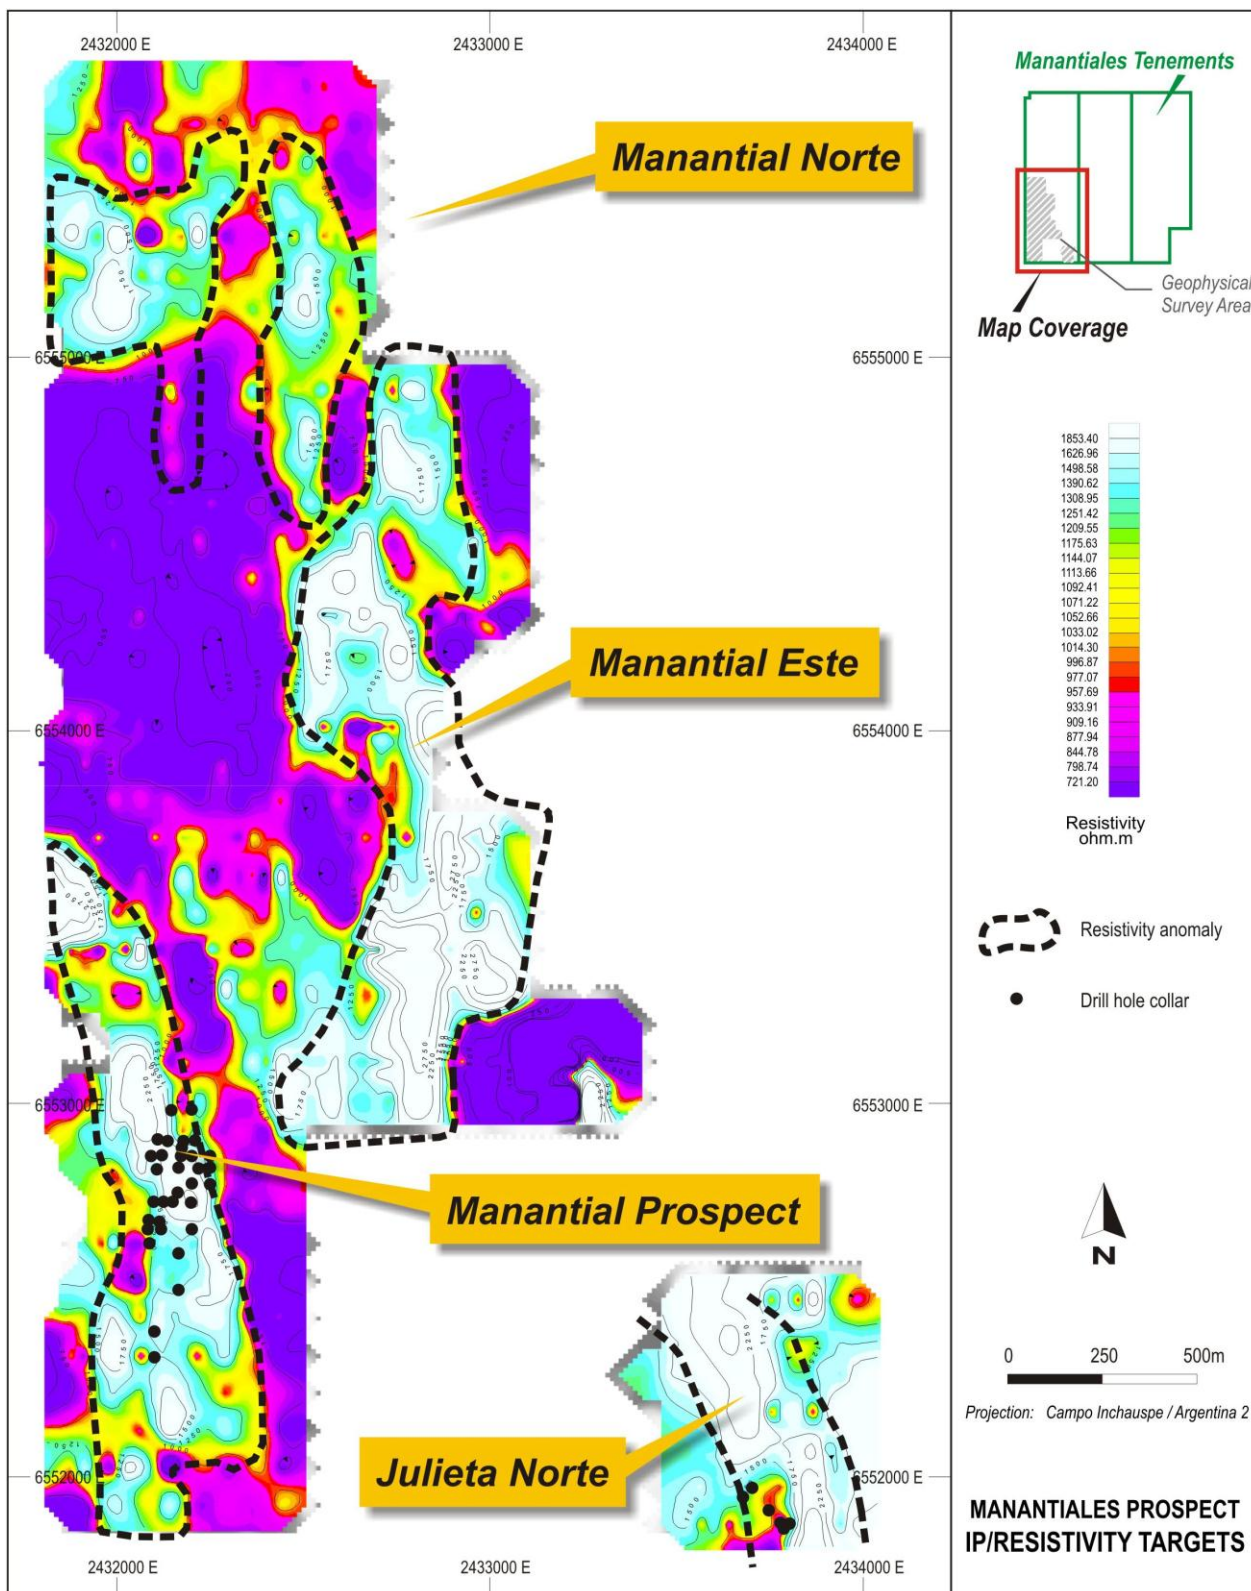 2432000 E
2433000 E
2434000 E
Manantiales Tenements
Manantial Norte
Geophysical
Survey Area
Map Coverage
6555000 E
6555000 E
1853.40
1626.96
1498.58
1390.62
1308.95
1251.42
1209.55
1175.63
1144.07
1113.66
1092.41
1071.22
1052.66
1033.02
1014.30
996.87
977.07
957.69
933.91
909.16
877.94
844.78
798.74
721.20
Resistivity
ohm.m
Manantial Este
6554000 E
6554000 E
Resistivity anomaly
Drill hole collar
6553000 E
6553000 E
Manantial Prospect
N
0 250 500m
Projection: Campo Inchauspe / Argentina 2
Julieta Norte
6552000 E
6552000 E
MANANTIALES PROSPECT
IP/RESISTIVITY TARGETS
2432000 E
2433000 E
2434000 E